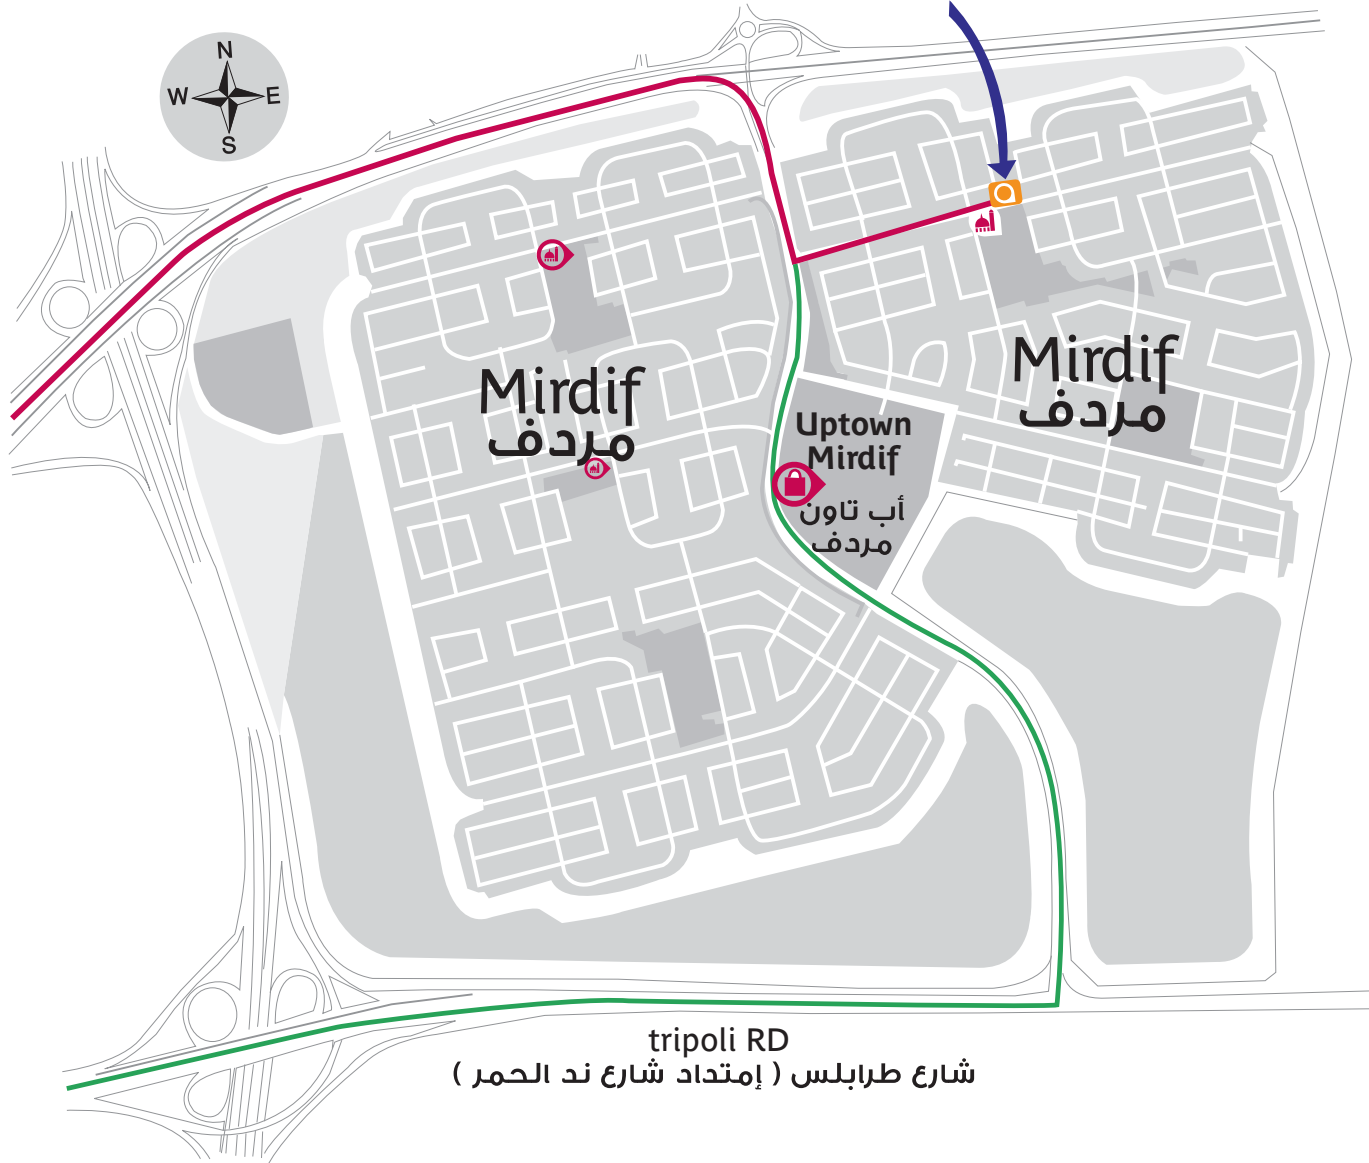 N
W E
S
Mirdif
مردف
Mirdif
مردف
Uptown
Mirdif
أب تاون
مردف
tripoli RD
شارع طرابلس ( إمتداد شارع ند الحمر )